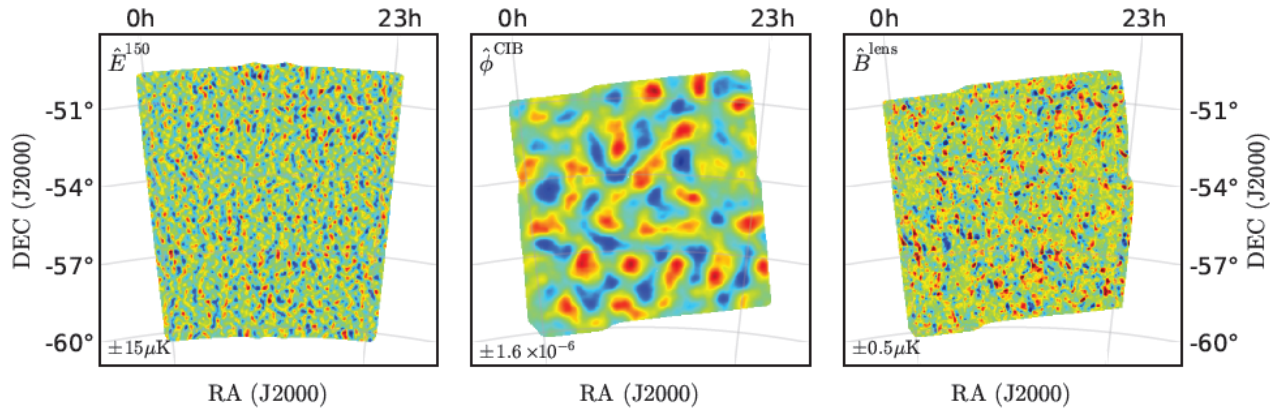 0h 23h 0h 23h 0h 23h
Ê¹⁵⁰ ϕ̂ᶜᴵᴮ B̂ˡᵉⁿˢ
-51° -51°
-54° -54°
-57° -57°
-60° -60°
DEC (J2000) DEC (J2000)
±15μK ±1.6 ×10⁻⁶ ±0.5μK
RA (J2000) RA (J2000) RA (J2000)